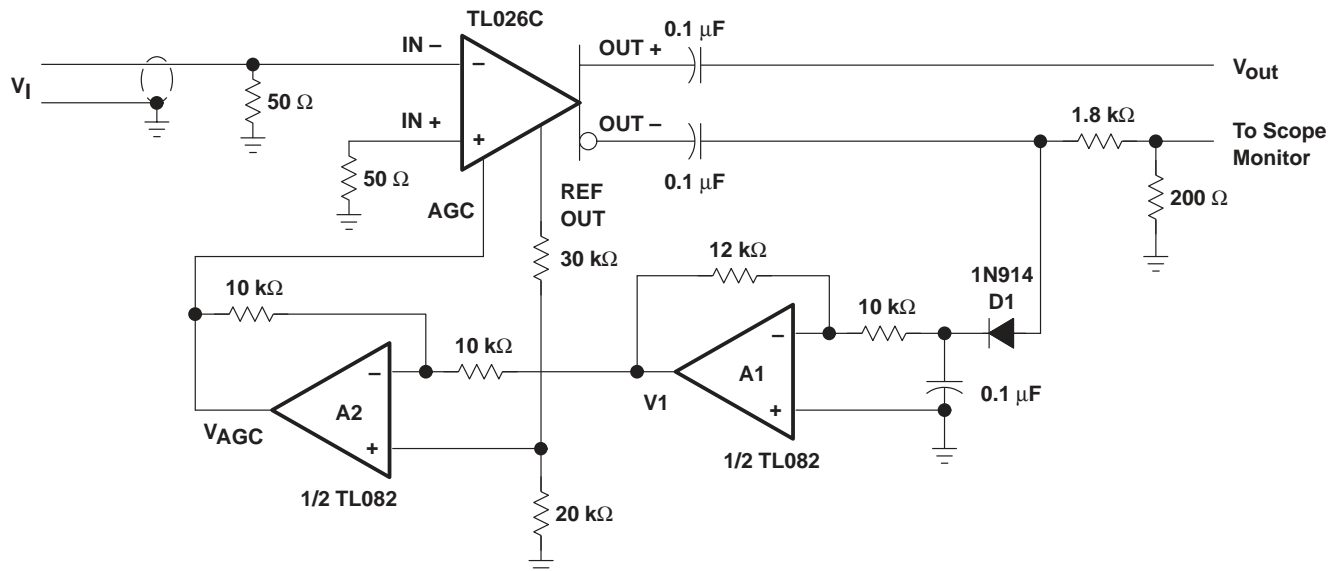 TL026C
0.1 μF
IN –
OUT +
VI
Vout
50 Ω
IN +
OUT –
1.8 kΩ
To Scope
Monitor
0.1 μF
50 Ω
AGC
REF
OUT
200 Ω
30 kΩ
12 kΩ
1N914
D1
10 kΩ
10 kΩ
10 kΩ
–
A1
+
V1
0.1 μF
–
A2
+
VAGC
1/2 TL082
1/2 TL082
20 kΩ
–
+